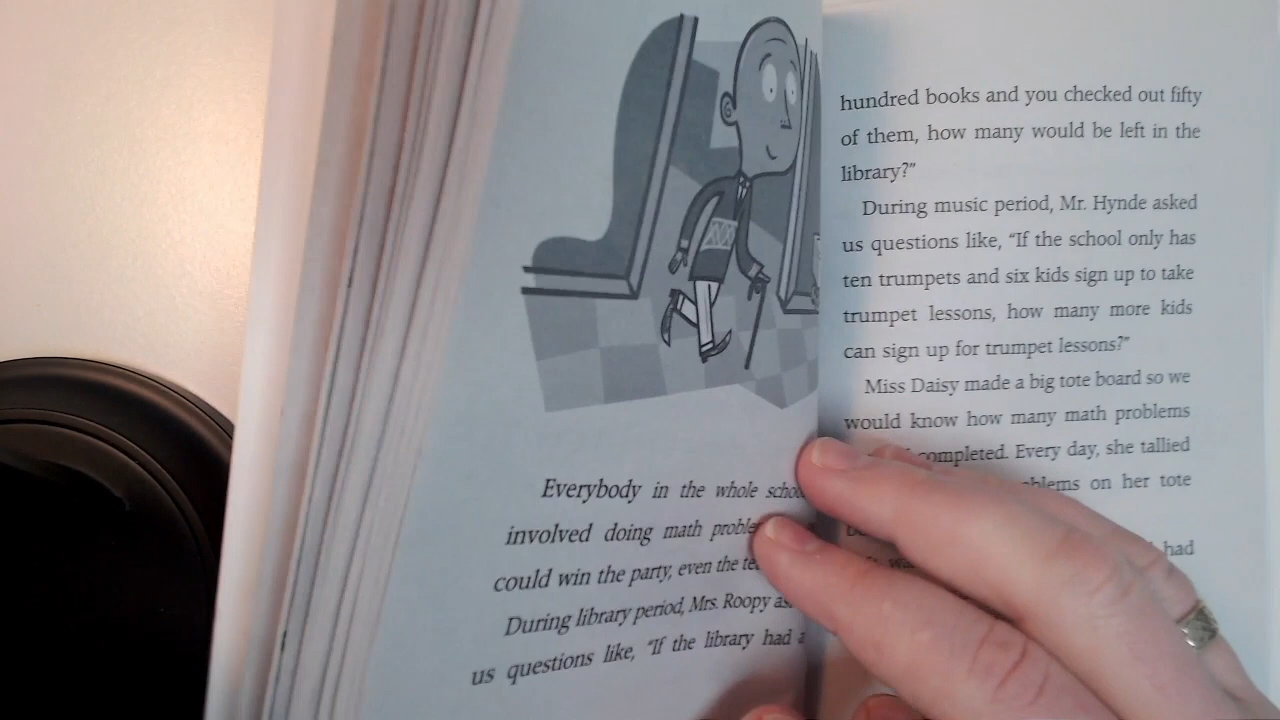 Everybody in the whole
involved doing math
could win the party, even the
During library period, Mrs. Roopy
us questions like, “If the library had a
hundred books and you checked out fifty
of them, how many would be left in the
library?”
During music period, Mr. Hynde asked
us questions like, “If the school only has
ten trumpets and six kids sign up to take
trumpet lessons, how many more kids
can sign up for trumpet lessons?”
Miss Daisy made a big tote board so we
would know how many math problems
completed. Every day, she tallied
on her tote
had